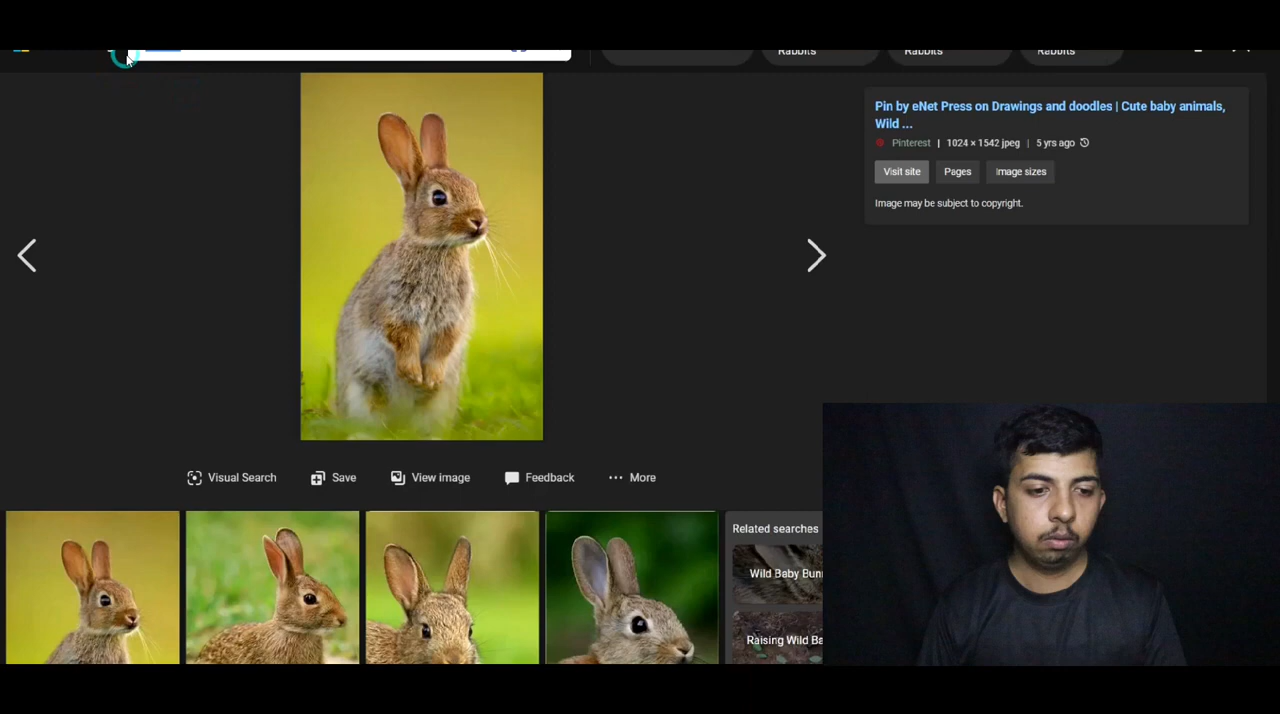 Rabbits
Rabbits
Rabbits
Pin by eNet Press on Drawings and doodles | Cute baby animals,
Wild ...
Pinterest | 1024 × 1542 jpeg | 5 yrs ago
Visit site
Pages
Image sizes
Image may be subject to copyright.
Visual Search
Save
View image
Feedback
··· More
Related searches
Wild Baby Bun
Raising Wild Ba